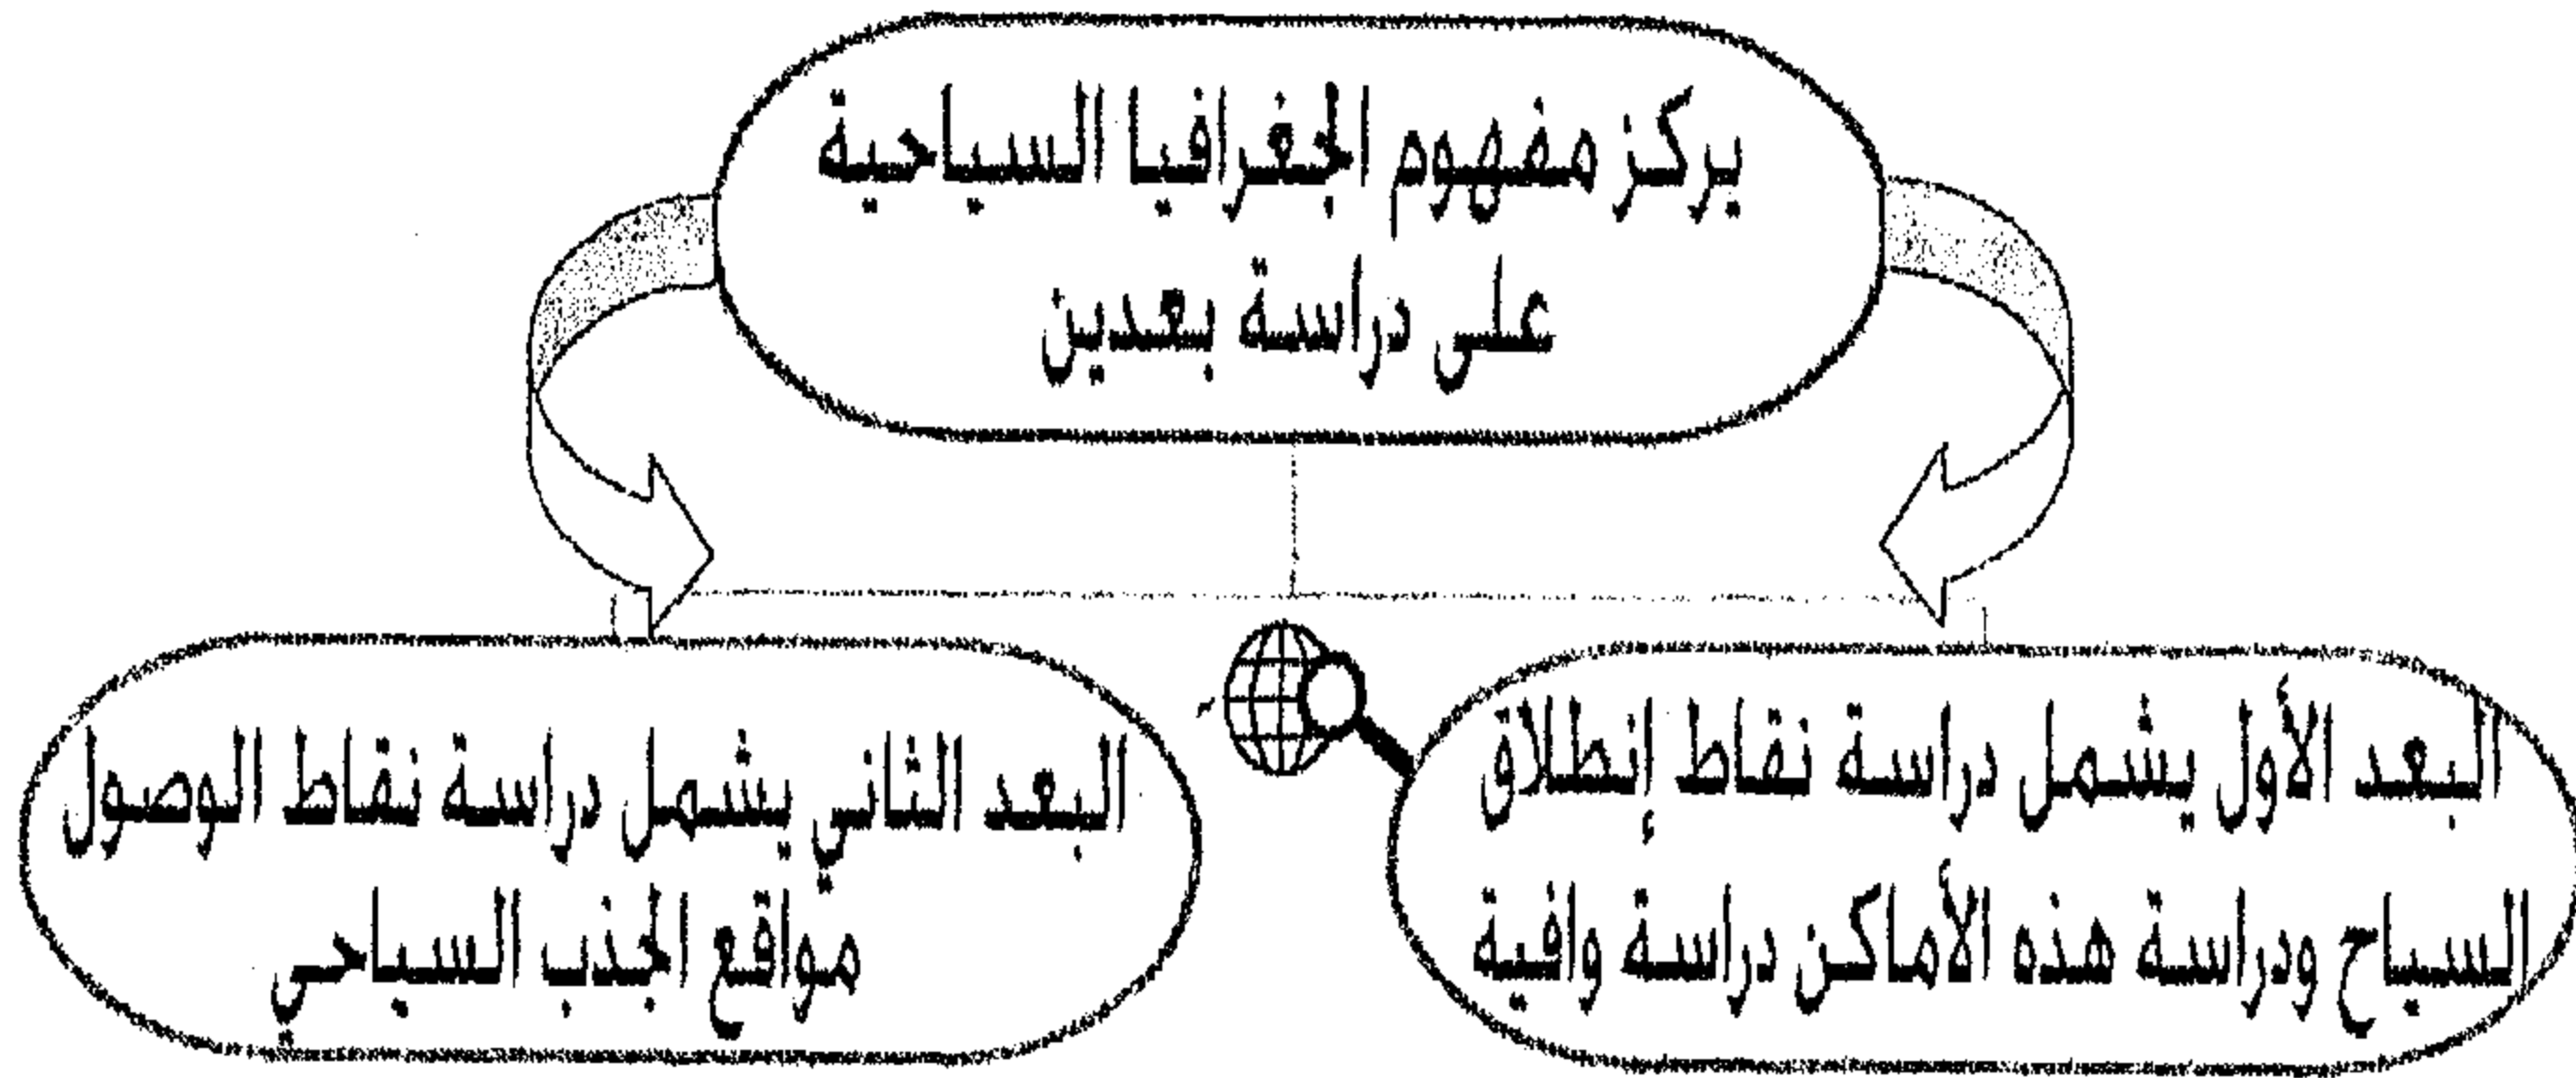 يركز مفهوم الجغرافيا السياحية
على دراسة بعدين
البعد الأول يشمل دراسة نقاط إنطلاق
السياح ودراسة هذه الأماكن دراسة وافية
البعد الثاني يشمل دراسة نقاط الوصول
مواقع الجذب السياحي